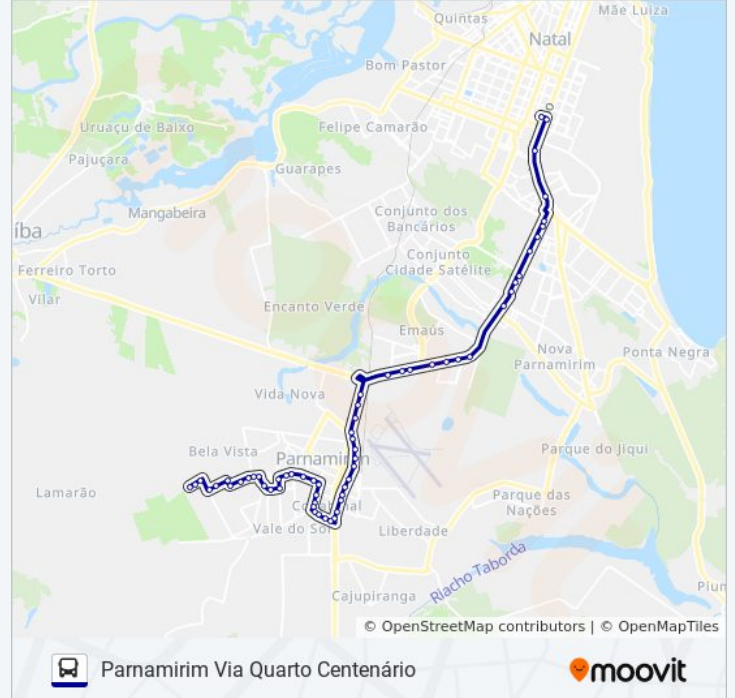 Quintas
Mãe Luiza
Natal
Bom Pastor
Uruaçu de Baixo
Felipe Camarão
Pajuçara
Guarapes
Mangabeira
Conjunto dos
Bancários
íba
Ferreiro Torto
Conjunto
Cidade Satélite
Vilar
Encanto Verde
Emaús
Nova
Parnamirim
Ponta Negra
Vida Nova
Bela Vista
Parnamirim
Parque do Jiqui
Lamarão
Parque das
Nações
Vale do Sol
Liberdade
Riacho Taborda
Cajupiranga
Pium
© OpenStreetMap contributors | © OpenMapTiles
Parnamirim Via Quarto Centenário
moovit